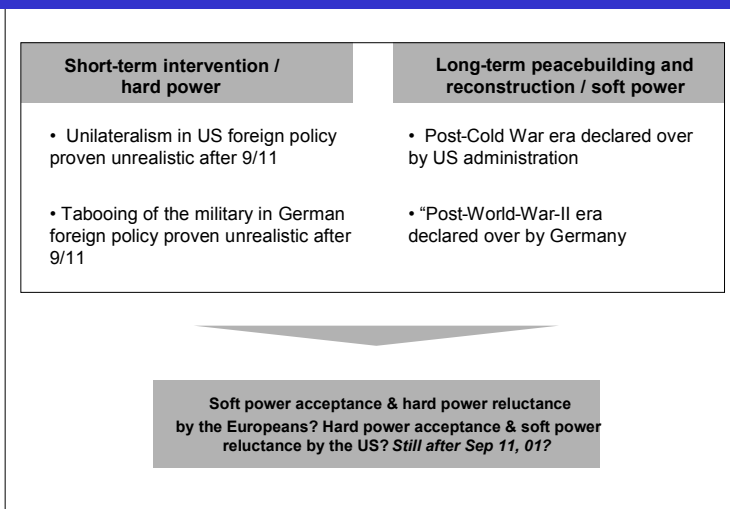 Short-term intervention /
hard power
• Unilateralism in US foreign policy
proven unrealistic after 9/11
• Tabooing of the military in German
foreign policy proven unrealistic after
9/11
Long-term peacebuilding and
reconstruction / soft power
• Post-Cold War era declared over
by US administration
• “Post-World-War-II era
declared over by Germany
Soft power acceptance & hard power reluctance
by the Europeans? Hard power acceptance & soft power
reluctance by the US? Still after Sep 11, 01?